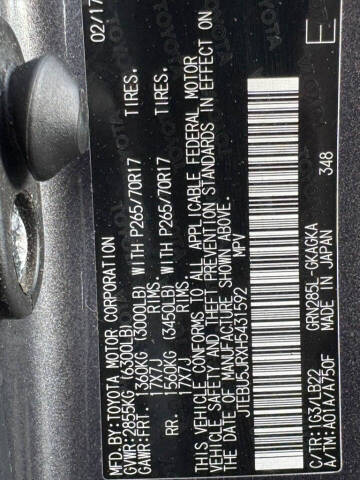 MFD.BY:TOYOTA MOTOR CORPORATION 02/17
GVWR:2855KG (6300LB)
GAWR:FRT. 1360KG (3000LB) WITH P265/70R17 TIRES.
17X7J RIMS.
RR. 1560KG (3450LB) WITH P265/70R17 TIRES.
17X7J RIMS.
THIS VEHICLE CONFORMS TO ALL APPLICABLE FEDERAL MOTOR
VEHICLE SAFETY AND THEFT PREVENTION STANDARDS IN EFFECT ON
THE DATE OF MANUFACTURE SHOWN ABOVE.
JTEBU5JRXH5431592 MPV
C/TR:1G3/LB22 GRN285L-GKAGKA
A/TM:A01A/A750F MADE IN JAPAN 348
E